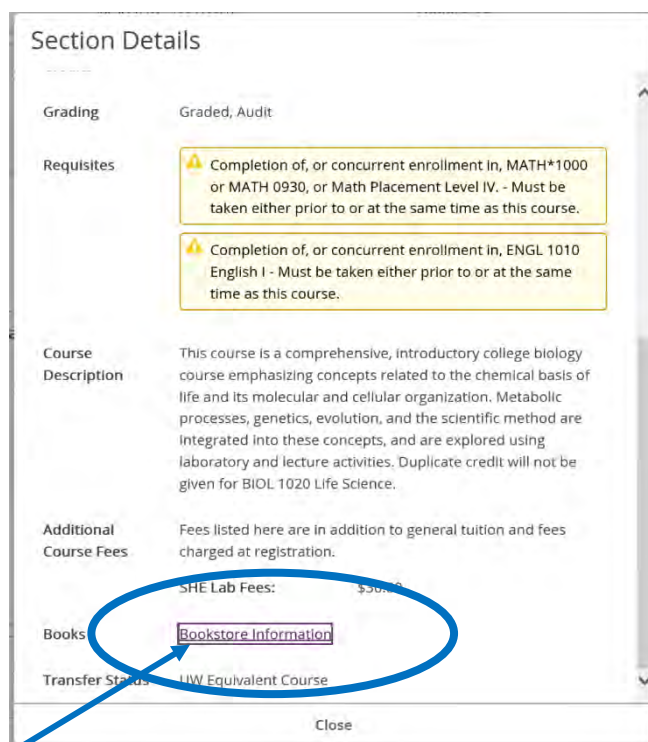 Section Details
Grading Graded, Audit
Requisites Completion of, or concurrent enrollment in, MATH*1000
or MATH 0930, or Math Placement Level IV. - Must be
taken either prior to or at the same time as this course.
Completion of, or concurrent enrollment in, ENGL 1010
English I - Must be taken either prior to or at the same
time as this course.
Course This course is a comprehensive, introductory college biology
Description course emphasizing concepts related to the chemical basis of
life and its molecular and cellular organization. Metabolic
processes, genetics, evolution, and the scientific method are
integrated into these concepts, and are explored using
laboratory and lecture activities. Duplicate credit will not be
given for BIOL 1020 Life Science.
Additional Fees listed here are in addition to general tuition and fees
Course Fees charged at registration.
SHE Lab Fees:
Books Bookstore Information
Transfer Status UW Equivalent Course
Close